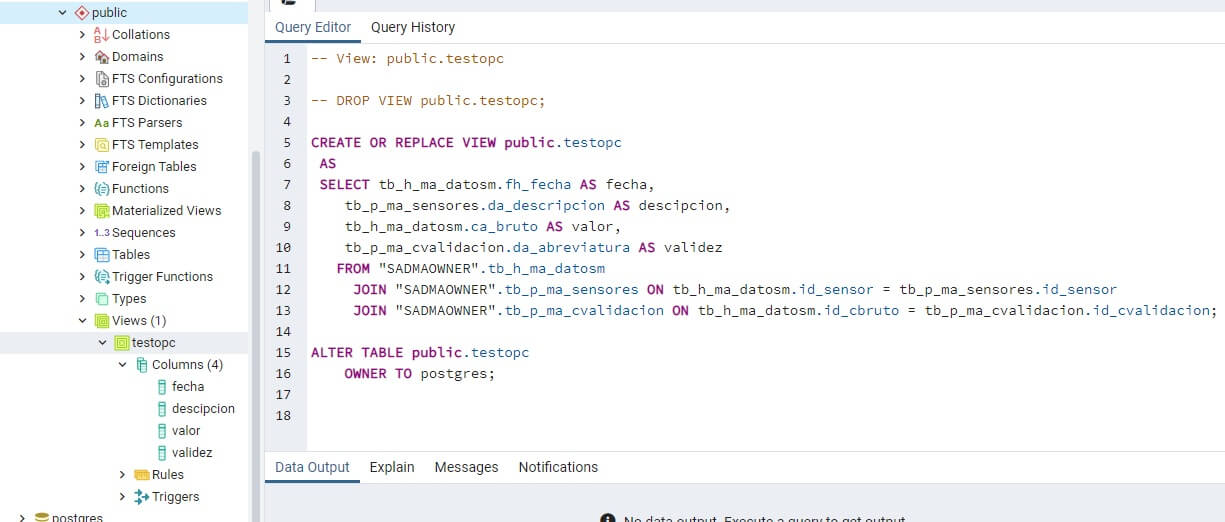 public
Collations
Domains
FTS Configurations
FTS Dictionaries
Aa FTS Parsers
FTS Templates
Foreign Tables
Functions
Materialized Views
1..3 Sequences
Tables
Trigger Functions
Types
Views (1)
testopc
Columns (4)
fecha
descipcion
valor
validez
Rules
Triggers
postgres
Query Editor Query History
1 -- View: public.testopc
2
3 -- DROP VIEW public.testopc;
4
5 CREATE OR REPLACE VIEW public.testopc
6 AS
7 SELECT tb_h_ma_datosm.fh_fecha AS fecha,
8 tb_p_ma_sensores.da_descripcion AS descipcion,
9 tb_h_ma_datosm.ca_bruto AS valor,
10 tb_p_ma_cvalidacion.da_abreviatura AS validez
11 FROM "SADMAOWNER".tb_h_ma_datosm
12 JOIN "SADMAOWNER".tb_p_ma_sensores ON tb_h_ma_datosm.id_sensor = tb_p_ma_sensores.id_sensor
13 JOIN "SADMAOWNER".tb_p_ma_cvalidacion ON tb_h_ma_datosm.id_cbruto = tb_p_ma_cvalidacion.id_cvalidacion;
14
15 ALTER TABLE public.testopc
16 OWNER TO postgres;
17
18
Data Output Explain Messages Notifications
No data output. Execute a query to get output.